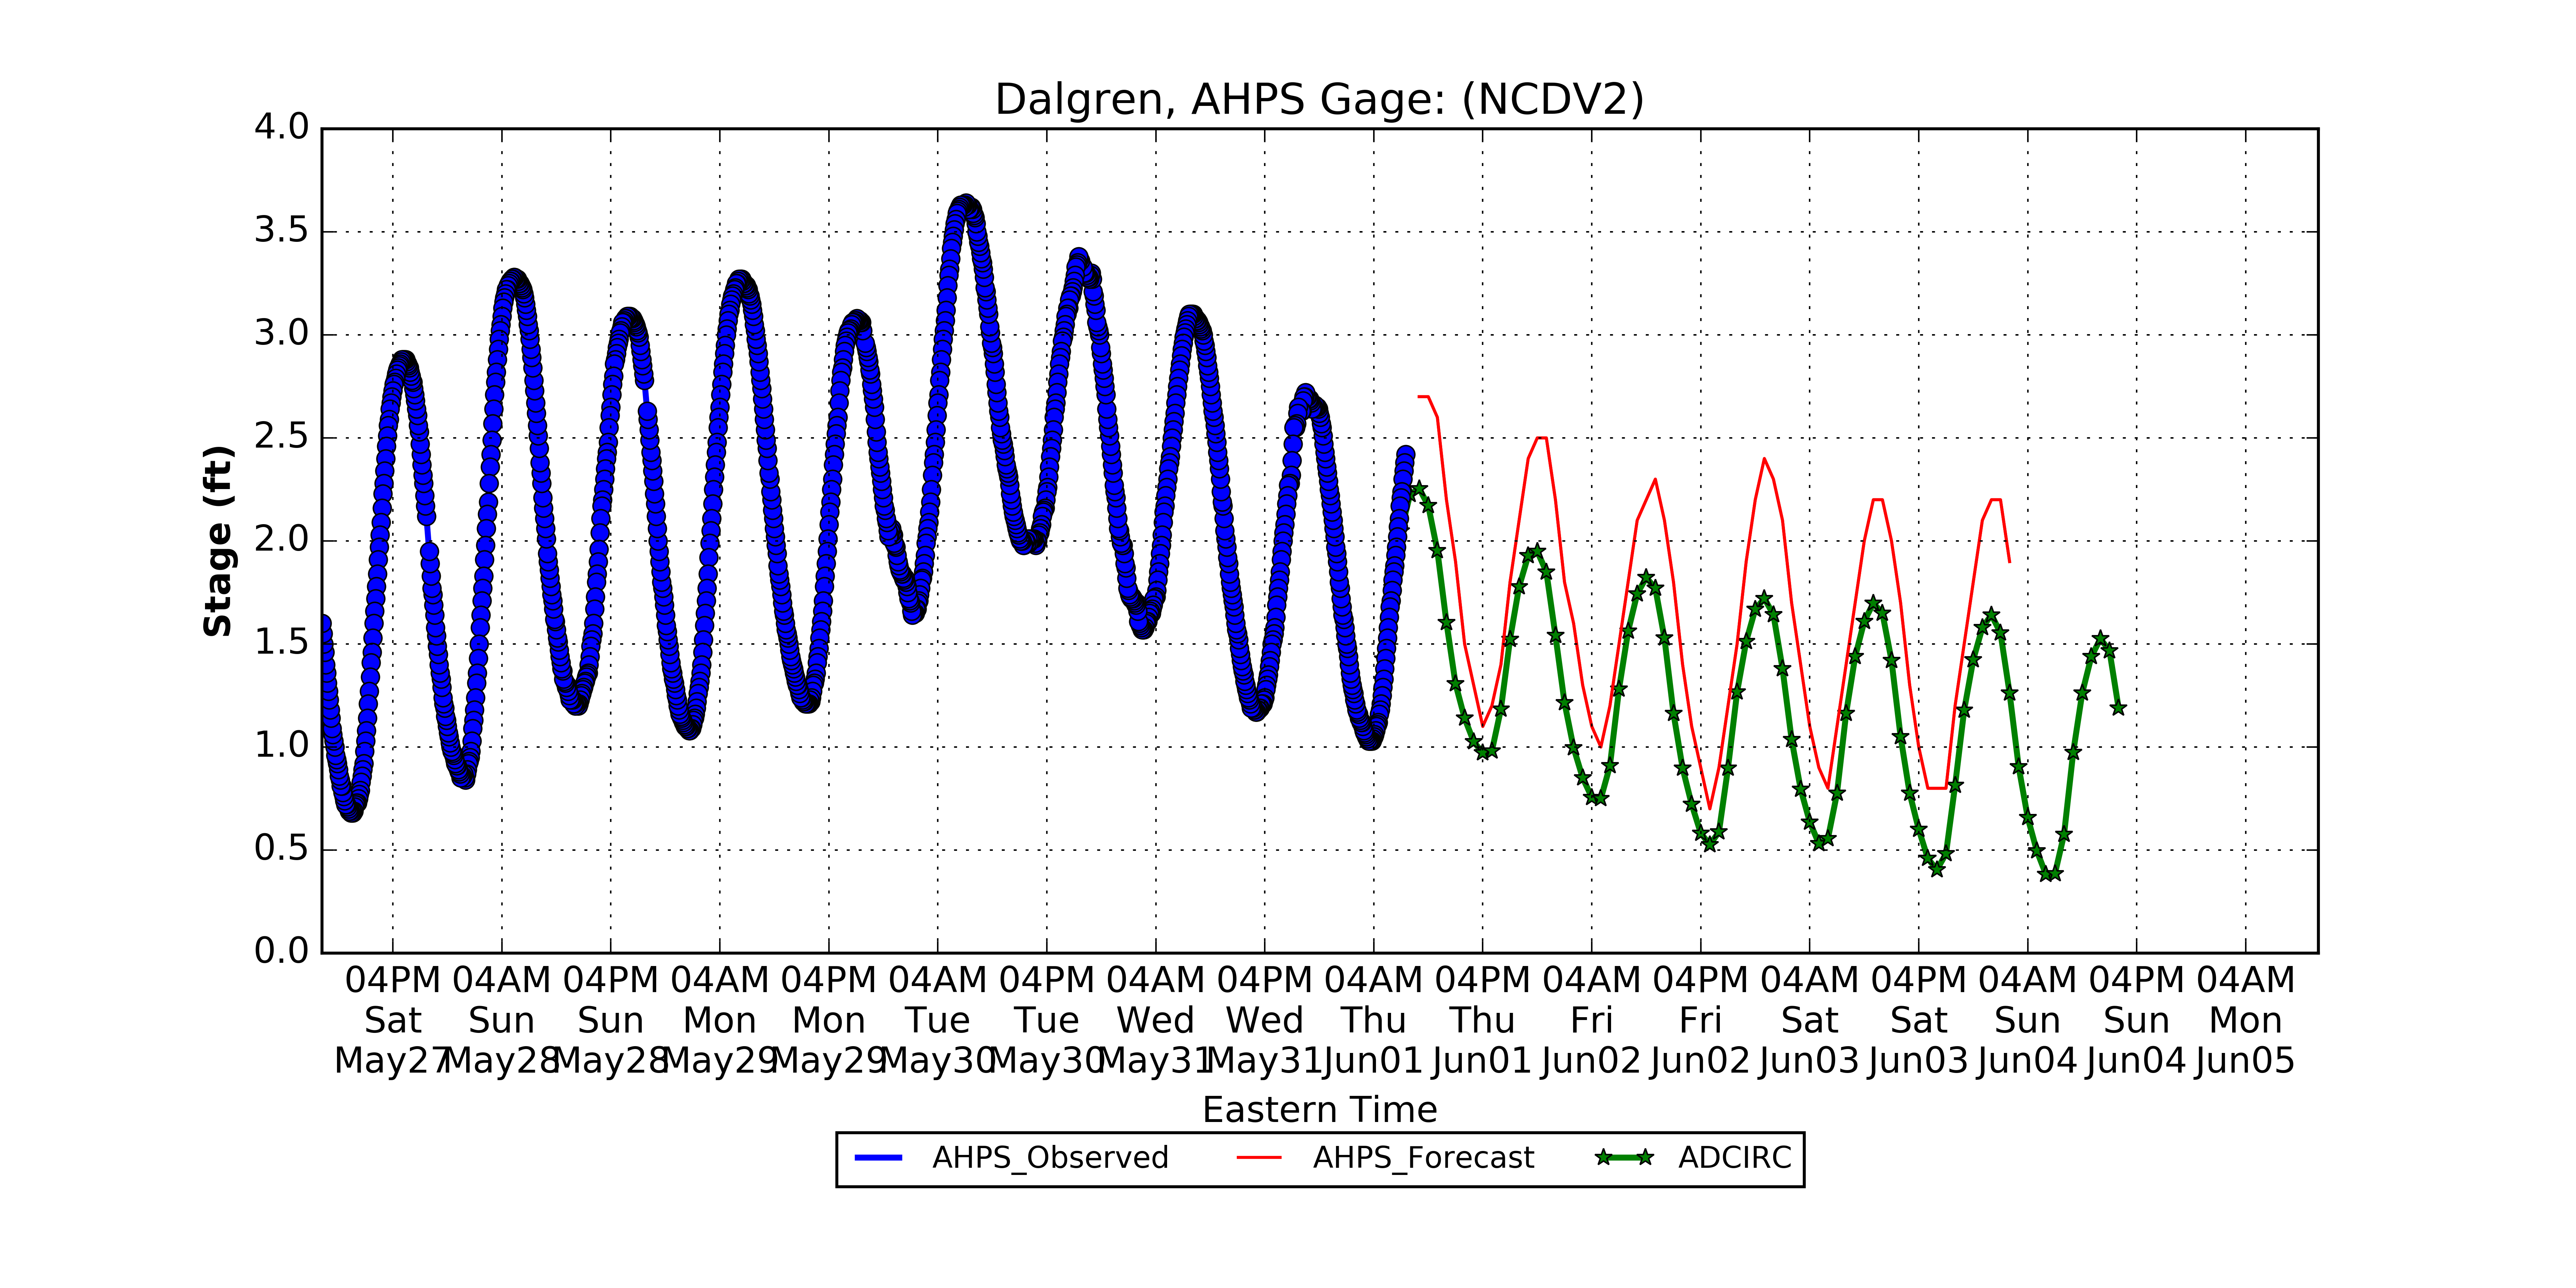 Dalgren, AHPS Gage: (NCDV2)
4.0
3.5
3.0
2.5
2.0
1.5
1.0
0.5
0.0
Stage (ft)
04PM 04AM 04PM 04AM 04PM 04AM 04PM 04AM 04PM 04AM 04PM 04AM 04PM 04AM 04PM 04AM 04PM 04AM
Sat Sun Sun Mon Mon Tue Tue Wed Wed Thu Thu Fri Fri Sat Sat Sun Sun Mon
May27 May28 May28 May29 May29 May30 May30 May31 May31 Jun01 Jun01 Jun02 Jun02 Jun03 Jun03 Jun04 Jun04 Jun05
Eastern Time
AHPS_Observed AHPS_Forecast ADCIRC